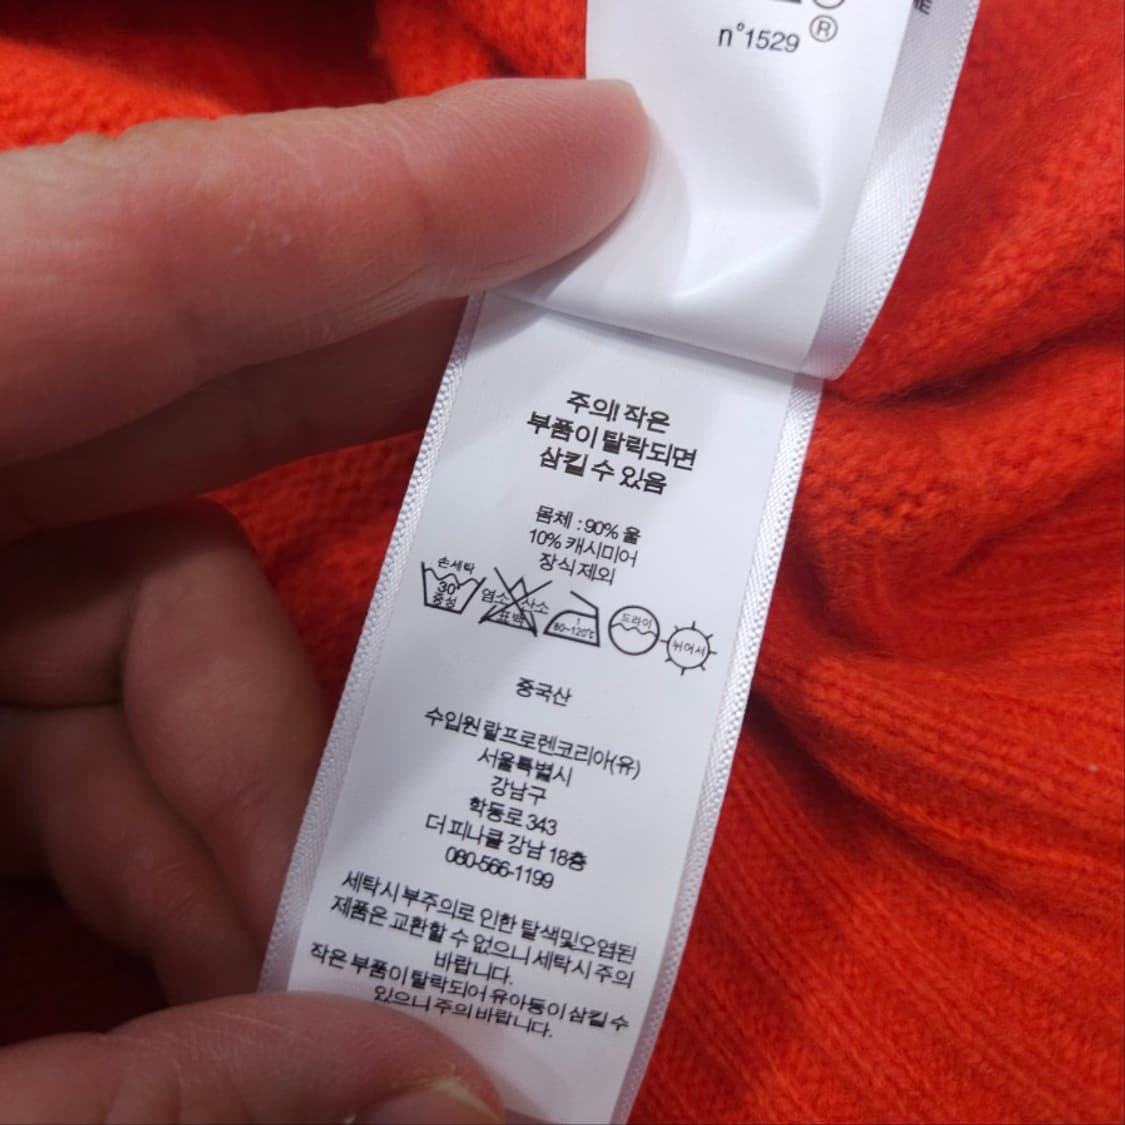 ®
n°1529
주의! 작은
부품이 탈락되면
삼킬 수 있음
몸체 : 90% 울
10% 캐시미어
장식 제외
손세탁
30
중성
염소 산소
표백
1
80~120℃
드라이
뉘어서
중국산
수입원 랄프로렌코리아(유)
서울특별시
강남구
학동로 343
더 피나클 강남 18층
080-566-1199
세탁시 부주의로 인한 탈색및오염된
제품은 교환할 수 없으니 세탁시 주의
바랍니다.
작은 부품이 탈락되어 유아등이 삼킬 수
있으니 주의 바랍니다.